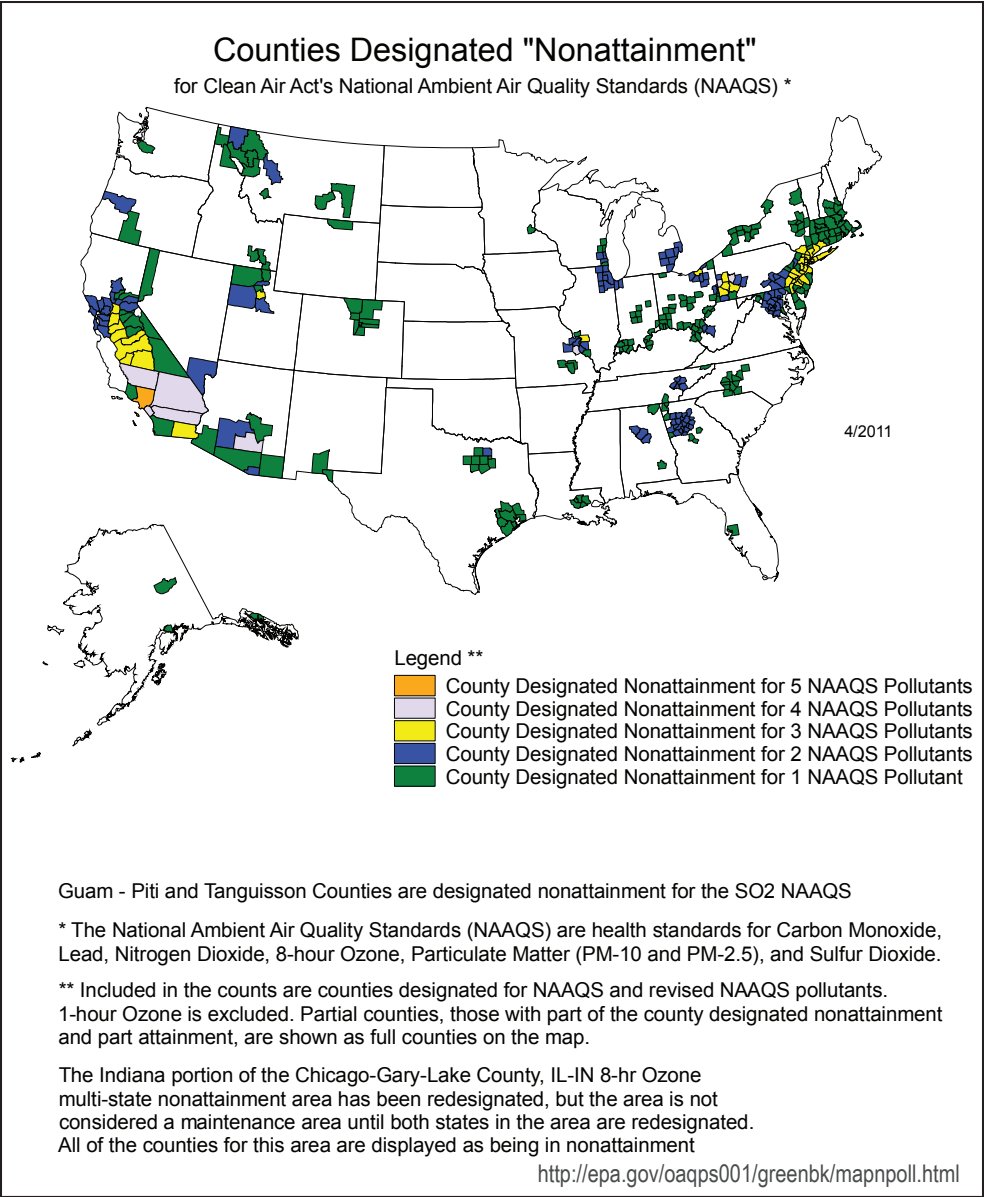 Counties Designated "Nonattainment"
for Clean Air Act's National Ambient Air Quality Standards (NAAQS) *
4/2011
Legend **
County Designated Nonattainment for 5 NAAQS Pollutants
County Designated Nonattainment for 4 NAAQS Pollutants
County Designated Nonattainment for 3 NAAQS Pollutants
County Designated Nonattainment for 2 NAAQS Pollutants
County Designated Nonattainment for 1 NAAQS Pollutant
Guam - Piti and Tanguisson Counties are designated nonattainment for the SO2 NAAQS
* The National Ambient Air Quality Standards (NAAQS) are health standards for Carbon Monoxide,
Lead, Nitrogen Dioxide, 8-hour Ozone, Particulate Matter (PM-10 and PM-2.5), and Sulfur Dioxide.
** Included in the counts are counties designated for NAAQS and revised NAAQS pollutants.
1-hour Ozone is excluded. Partial counties, those with part of the county designated nonattainment
and part attainment, are shown as full counties on the map.
The Indiana portion of the Chicago-Gary-Lake County, IL-IN 8-hr Ozone
multi-state nonattainment area has been redesignated, but the area is not
considered a maintenance area until both states in the area are redesignated.
All of the counties for this area are displayed as being in nonattainment
http://epa.gov/oaqps001/greenbk/mapnpoll.html